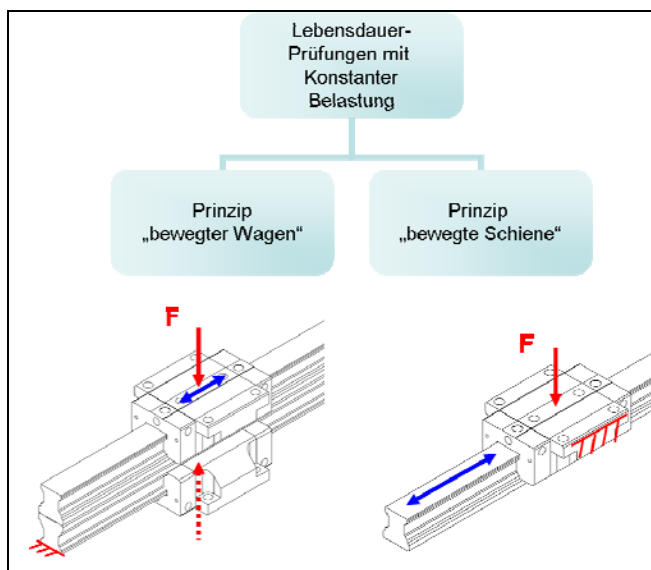 Lebensdauer-
Prüfungen mit
Konstanter
Belastung
Prinzip
„bewegter Wagen“
Prinzip
„bewegte Schiene“
F
F